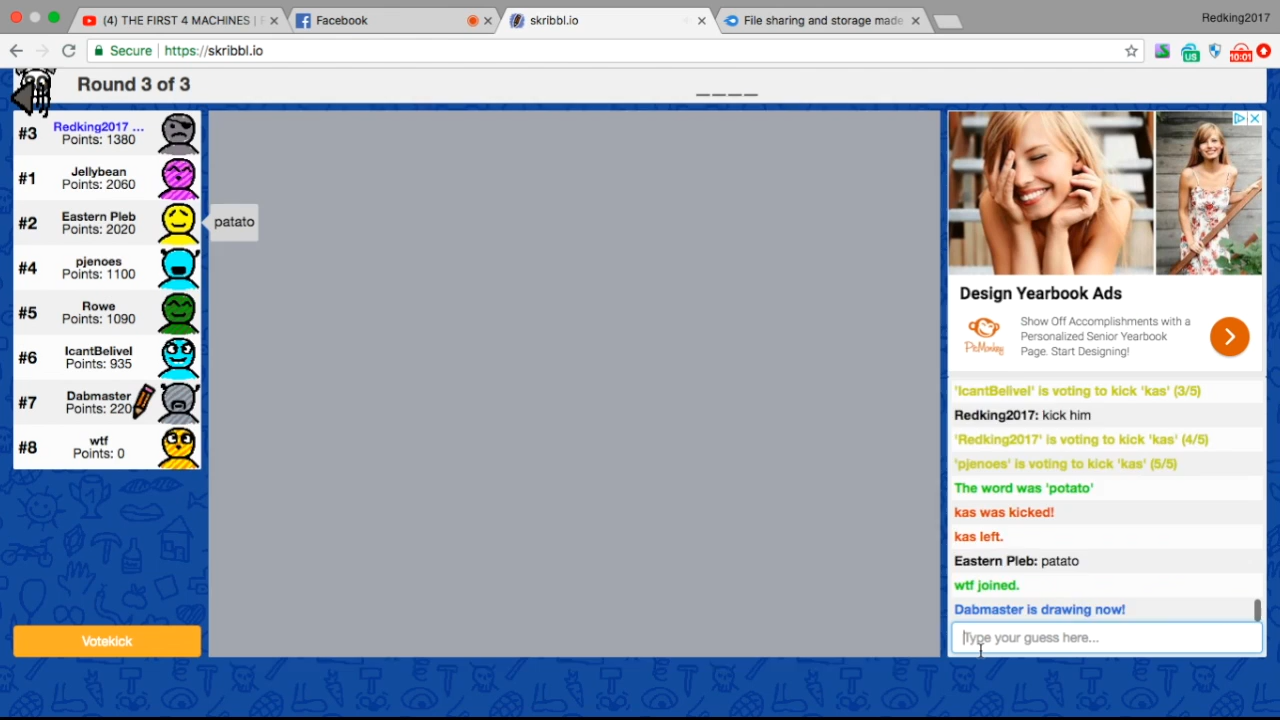 (4) THE FIRST 4 MACHINES | F
Facebook
skribbl.io
File sharing and storage made
Redking2017
Secure | https://skribbl.io
US
10:01
Round 3 of 3
____
#3 Redking2017 ...
Points: 1380
#1 Jellybean
Points: 2060
#2 Eastern Pleb
Points: 2020
patato
#4 pjenoes
Points: 1100
#5 Rowe
Points: 1090
#6 IcantBelivel
Points: 935
#7 Dabmaster
Points: 220
#8 wtf
Points: 0
Votekick
Design Yearbook Ads
PicMonkey
Show Off Accomplishments with a
Personalized Senior Yearbook
Page. Start Designing!
'IcantBelivel' is voting to kick 'kas' (3/5)
Redking2017: kick him
'Redking2017' is voting to kick 'kas' (4/5)
'pjenoes' is voting to kick 'kas' (5/5)
The word was 'potato'
kas was kicked!
kas left.
Eastern Pleb: patato
wtf joined.
Dabmaster is drawing now!
Type your guess here...